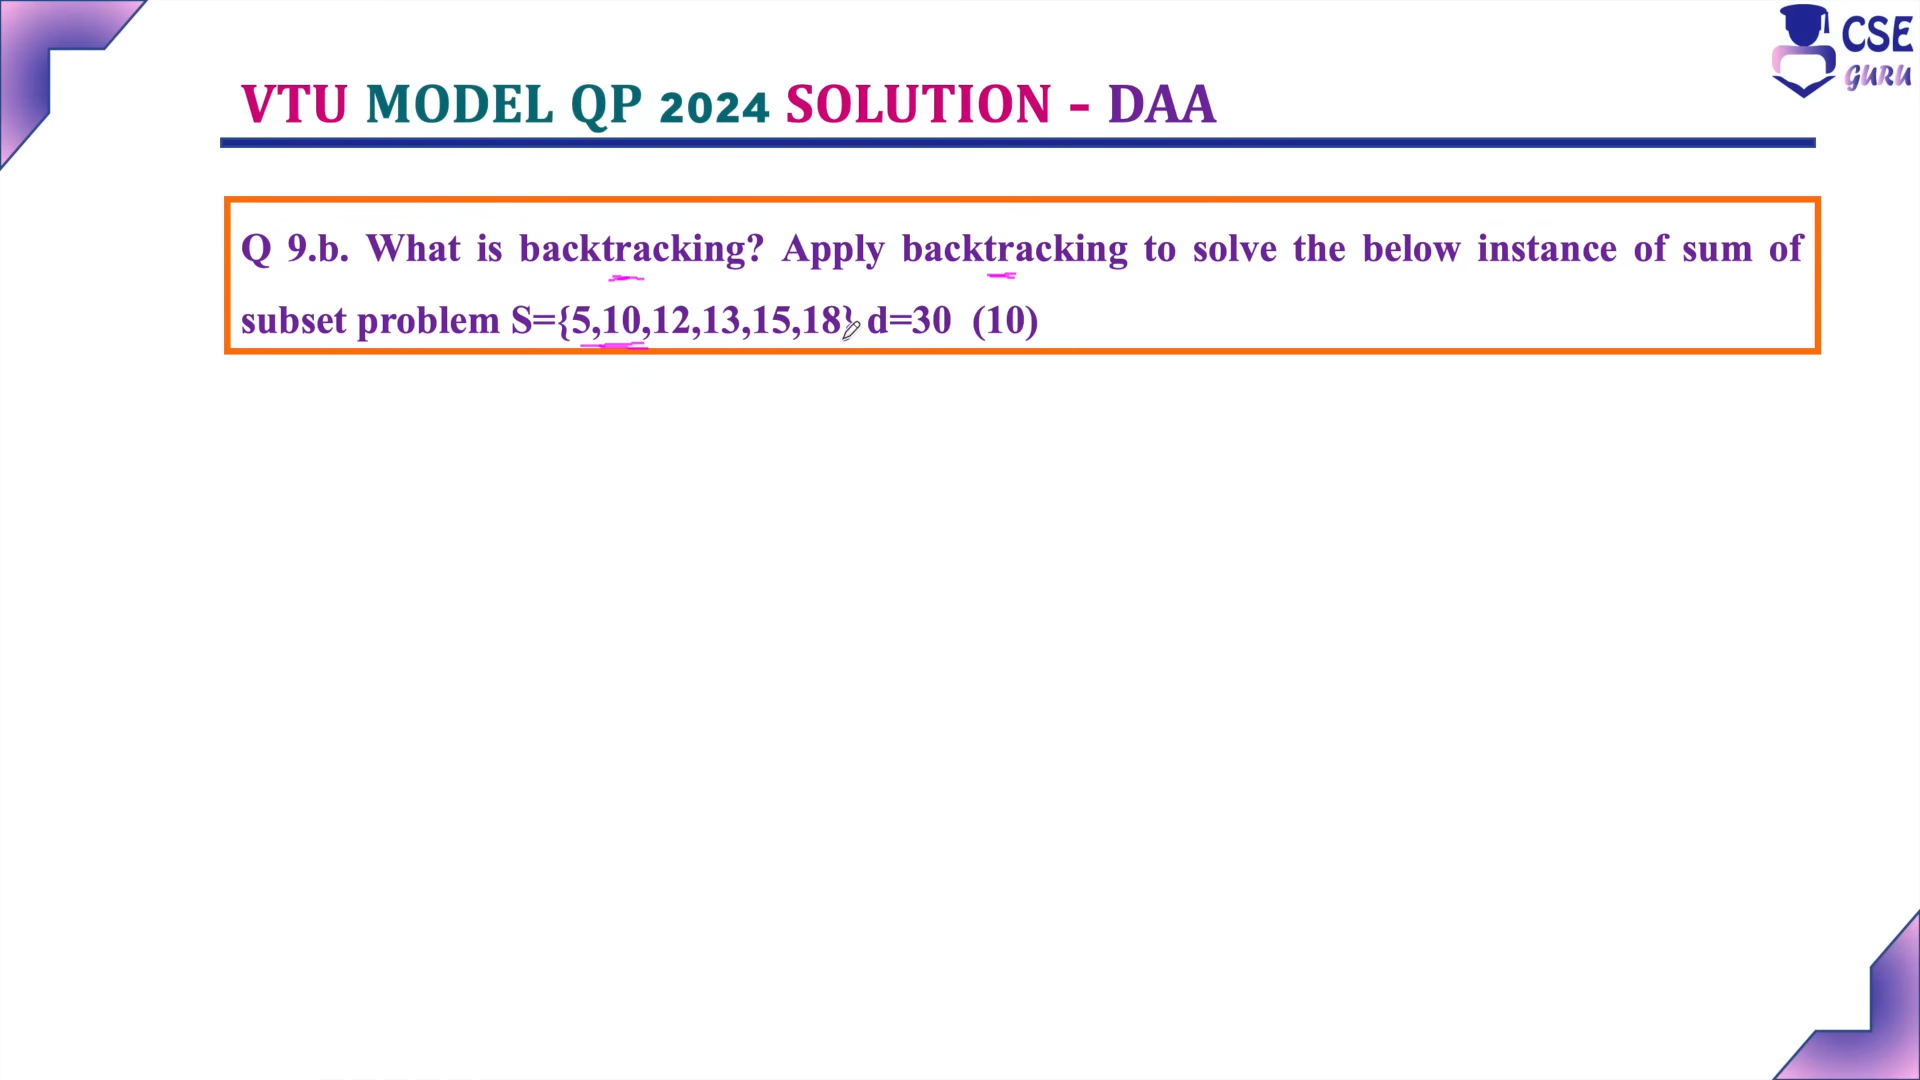 CSE
GURU
VTU MODEL QP 2024 SOLUTION – DAA
Q 9.b. What is backtracking? Apply backtracking to solve the below instance of sum of
subset problem S={5,10,12,13,15,18} d=30 (10)